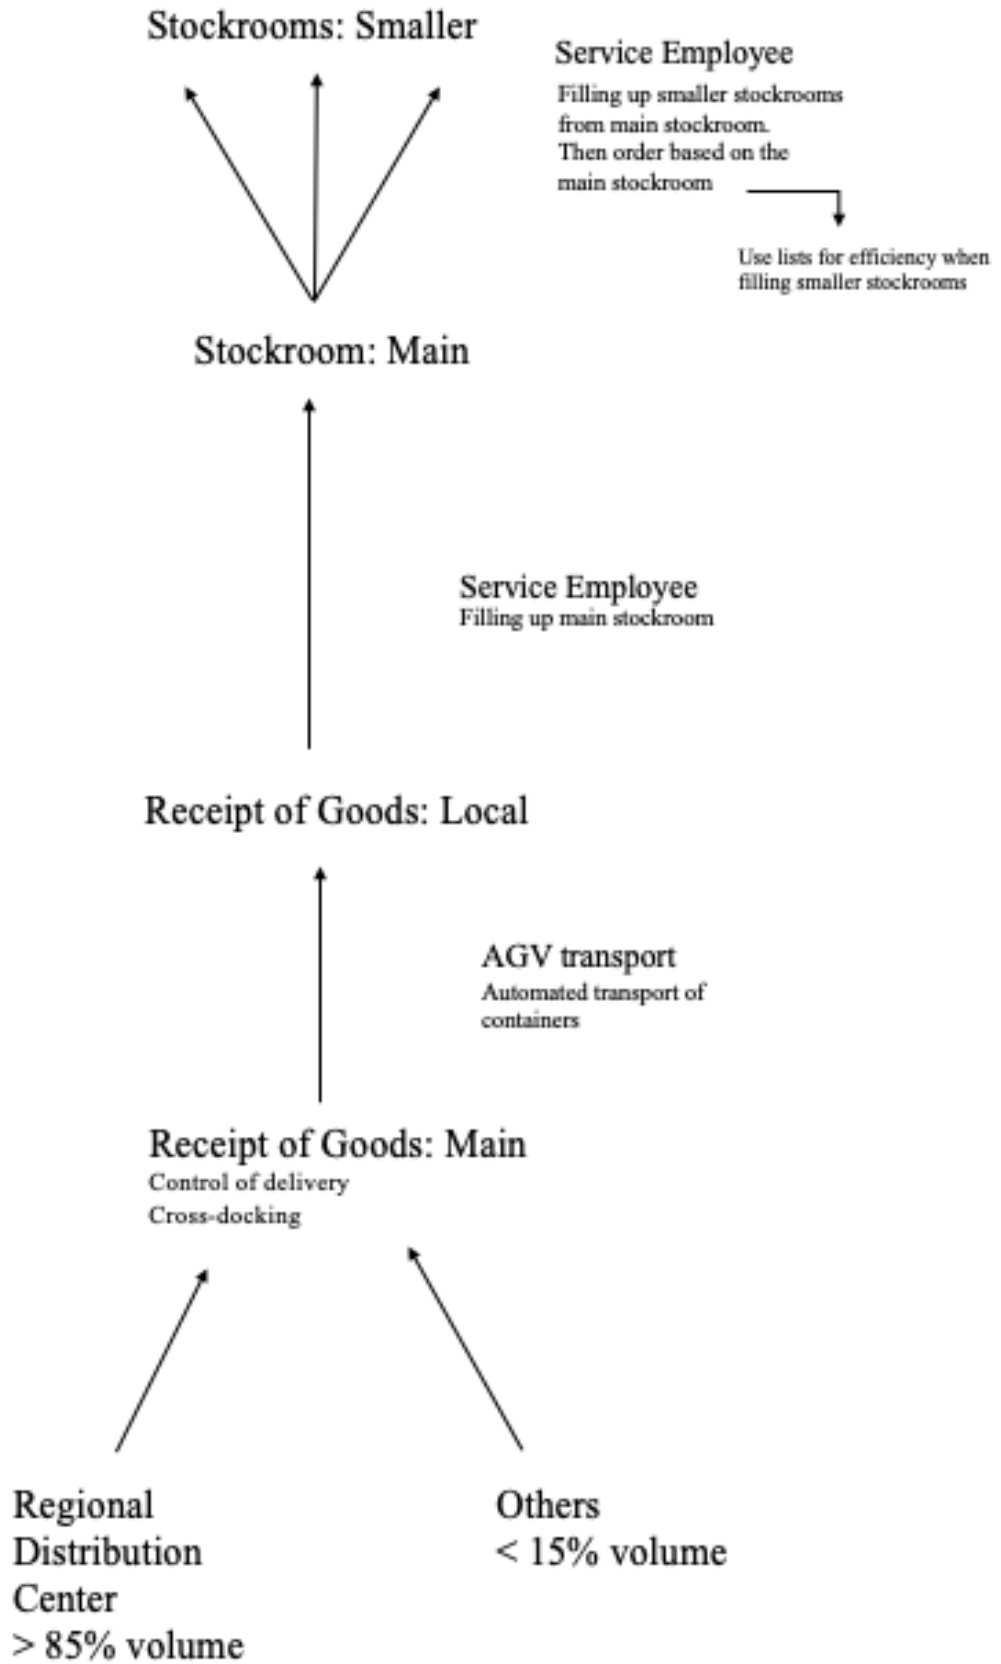 Stockrooms: Smaller
Service Employee
Filling up smaller stockrooms
from main stockroom.
Then order based on the
main stockroom
Use lists for efficiency when
filling smaller stockrooms
Stockroom: Main
Service Employee
Filling up main stockroom
Receipt of Goods: Local
AGV transport
Automated transport of
containers
Receipt of Goods: Main
Control of delivery
Cross-docking
Regional
Distribution
Center
> 85% volume
Others
< 15% volume